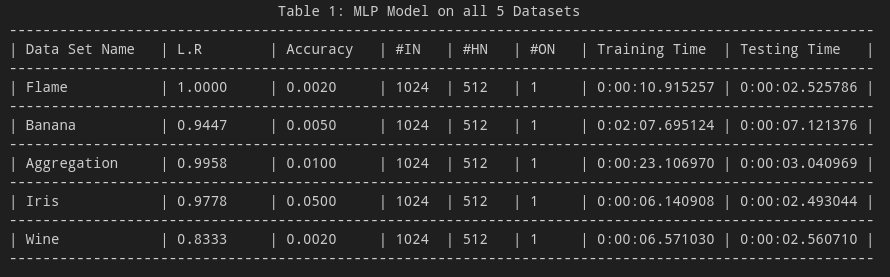 Table 1: MLP Model on all 5 Datasets
-------------------------------------------------------------------------------------------------------
| Data Set Name   | L.R        | Accuracy   | #IN   | #HN   | #ON   | Training Time  | Testing Time   |
-------------------------------------------------------------------------------------------------------
| Flame           | 1.0000     | 0.0020     | 1024  | 512   | 1     | 0:00:10.915257 | 0:00:02.525786 |
-------------------------------------------------------------------------------------------------------
| Banana          | 0.9447     | 0.0050     | 1024  | 512   | 1     | 0:02:07.695124 | 0:00:07.121376 |
-------------------------------------------------------------------------------------------------------
| Aggregation     | 0.9958     | 0.0100     | 1024  | 512   | 1     | 0:00:23.106970 | 0:00:03.040969 |
-------------------------------------------------------------------------------------------------------
| Iris            | 0.9778     | 0.0500     | 1024  | 512   | 1     | 0:00:06.140908 | 0:00:02.493044 |
-------------------------------------------------------------------------------------------------------
| Wine            | 0.8333     | 0.0020     | 1024  | 512   | 1     | 0:00:06.571030 | 0:00:02.560710 |
-------------------------------------------------------------------------------------------------------